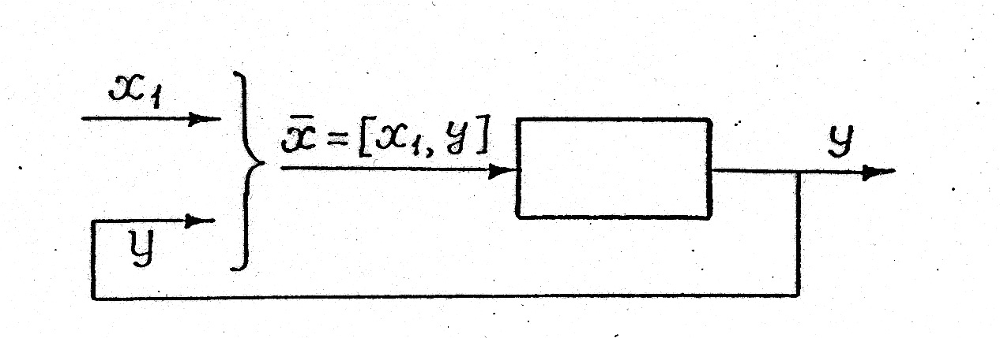 x₁
x̄ = [x₁, y]
y
y